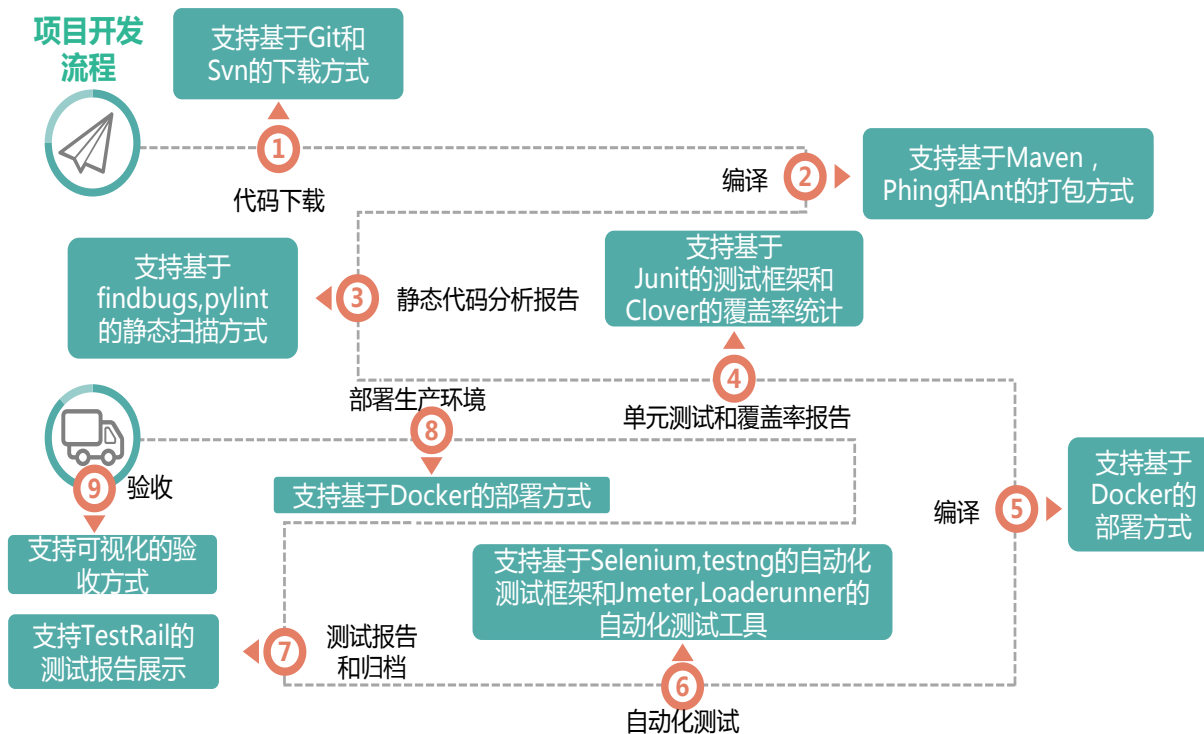 项目开发
流程
支持基于Git和
Svn的下载方式
1
代码下载
编译
2
支持基于Maven，
Phing和Ant的打包方式
支持基于
findbugs,pylint
的静态扫描方式
3
静态代码分析报告
支持基于
Junit的测试框架和
Clover的覆盖率统计
4
单元测试和覆盖率报告
部署生产环境
8
支持基于Docker的部署方式
9
验收
支持可视化的验
收方式
编译
5
支持基于
Docker的
部署方式
支持基于Selenium,testng的自动化
测试框架和Jmeter,Loaderunner的
自动化测试工具
6
自动化测试
支持TestRail的
测试报告展示
7
测试报告
和归档